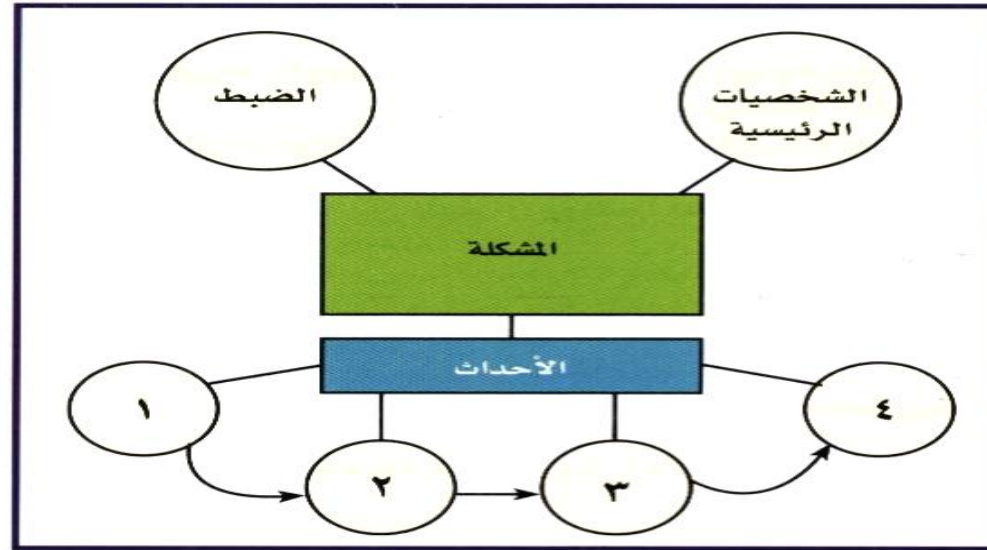 الشخصيات
الرئيسية
الضبط
المشكلة
الأحداث
١
٢
٣
٤